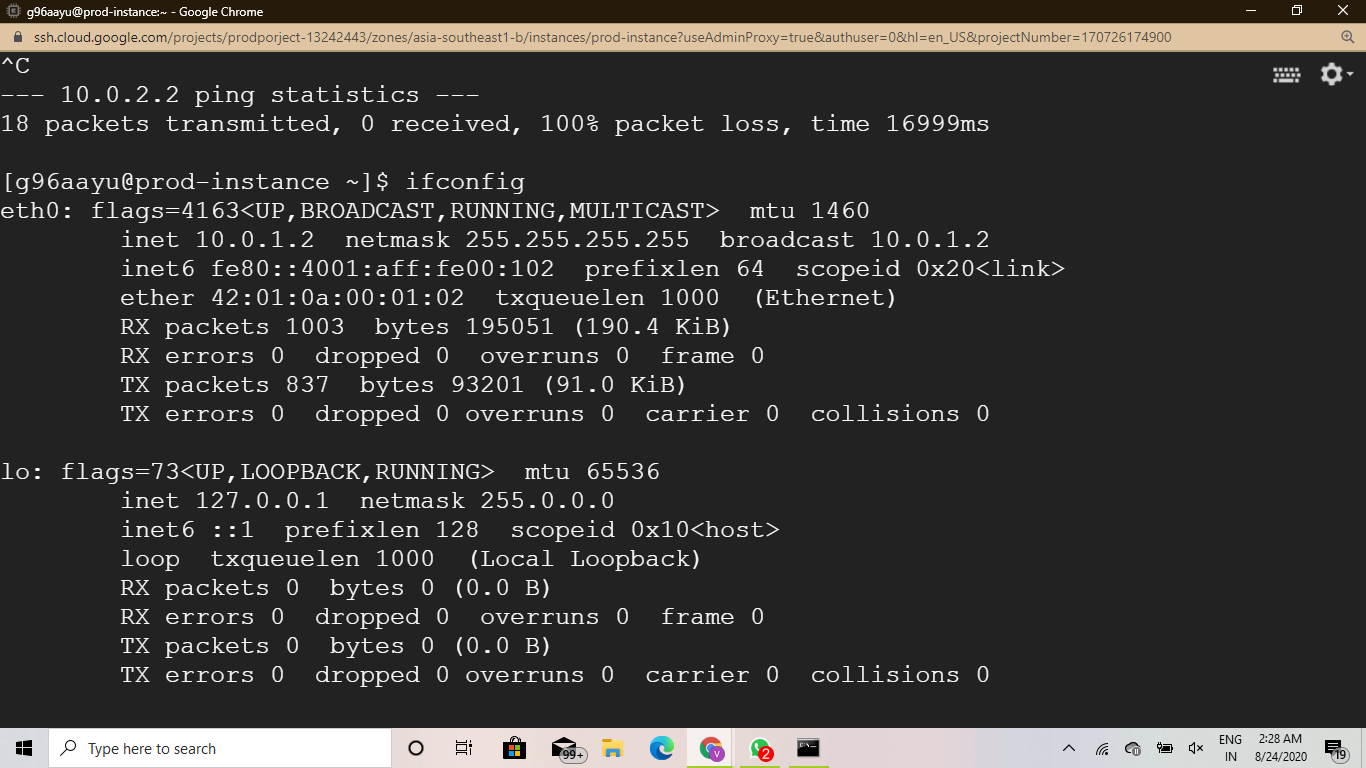 g96aayu@prod-instance:~ - Google Chrome
ssh.cloud.google.com/projects/prodporject-13242443/zones/asia-southeast1-b/instances/prod-instance?useAdminProxy=true&authuser=0&hl=en_US&projectNumber=170726174900
^C
--- 10.0.2.2 ping statistics ---
18 packets transmitted, 0 received, 100% packet loss, time 16999ms
[g96aayu@prod-instance ~]$ ifconfig
eth0: flags=4163<UP,BROADCAST,RUNNING,MULTICAST>  mtu 1460
inet 10.0.1.2  netmask 255.255.255.255  broadcast 10.0.1.2
inet6 fe80::4001:aff:fe00:102  prefixlen 64  scopeid 0x20<link>
ether 42:01:0a:00:01:02  txqueuelen 1000  (Ethernet)
RX packets 1003  bytes 195051 (190.4 KiB)
RX errors 0  dropped 0  overruns 0  frame 0
TX packets 837  bytes 93201 (91.0 KiB)
TX errors 0  dropped 0 overruns 0  carrier 0  collisions 0
lo: flags=73<UP,LOOPBACK,RUNNING>  mtu 65536
inet 127.0.0.1  netmask 255.0.0.0
inet6 ::1  prefixlen 128  scopeid 0x10<host>
loop  txqueuelen 1000  (Local Loopback)
RX packets 0  bytes 0 (0.0 B)
RX errors 0  dropped 0  overruns 0  frame 0
TX packets 0  bytes 0 (0.0 B)
TX errors 0  dropped 0 overruns 0  carrier 0  collisions 0
Type here to search
99+
V
2
ENG
IN
2:28 AM
8/24/2020
19